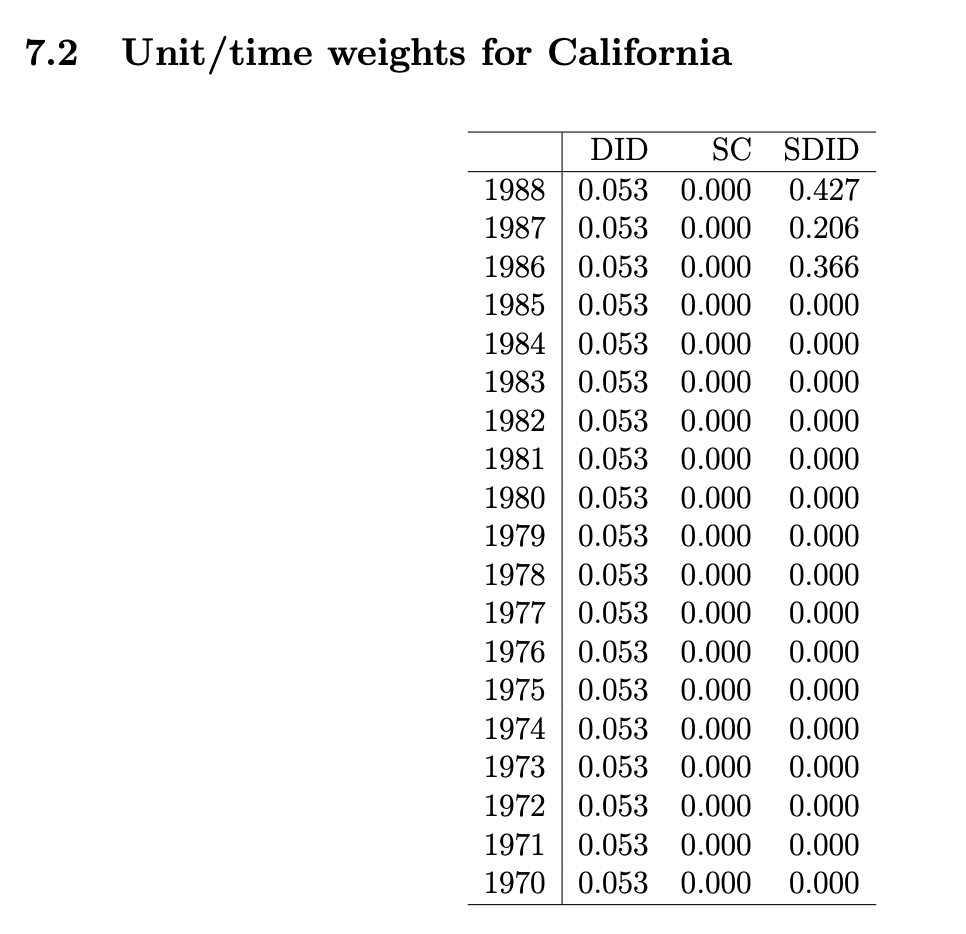 7.2 Unit/time weights for California
DID SC SDID
1988 0.053 0.000 0.427
1987 0.053 0.000 0.206
1986 0.053 0.000 0.366
1985 0.053 0.000 0.000
1984 0.053 0.000 0.000
1983 0.053 0.000 0.000
1982 0.053 0.000 0.000
1981 0.053 0.000 0.000
1980 0.053 0.000 0.000
1979 0.053 0.000 0.000
1978 0.053 0.000 0.000
1977 0.053 0.000 0.000
1976 0.053 0.000 0.000
1975 0.053 0.000 0.000
1974 0.053 0.000 0.000
1973 0.053 0.000 0.000
1972 0.053 0.000 0.000
1971 0.053 0.000 0.000
1970 0.053 0.000 0.000